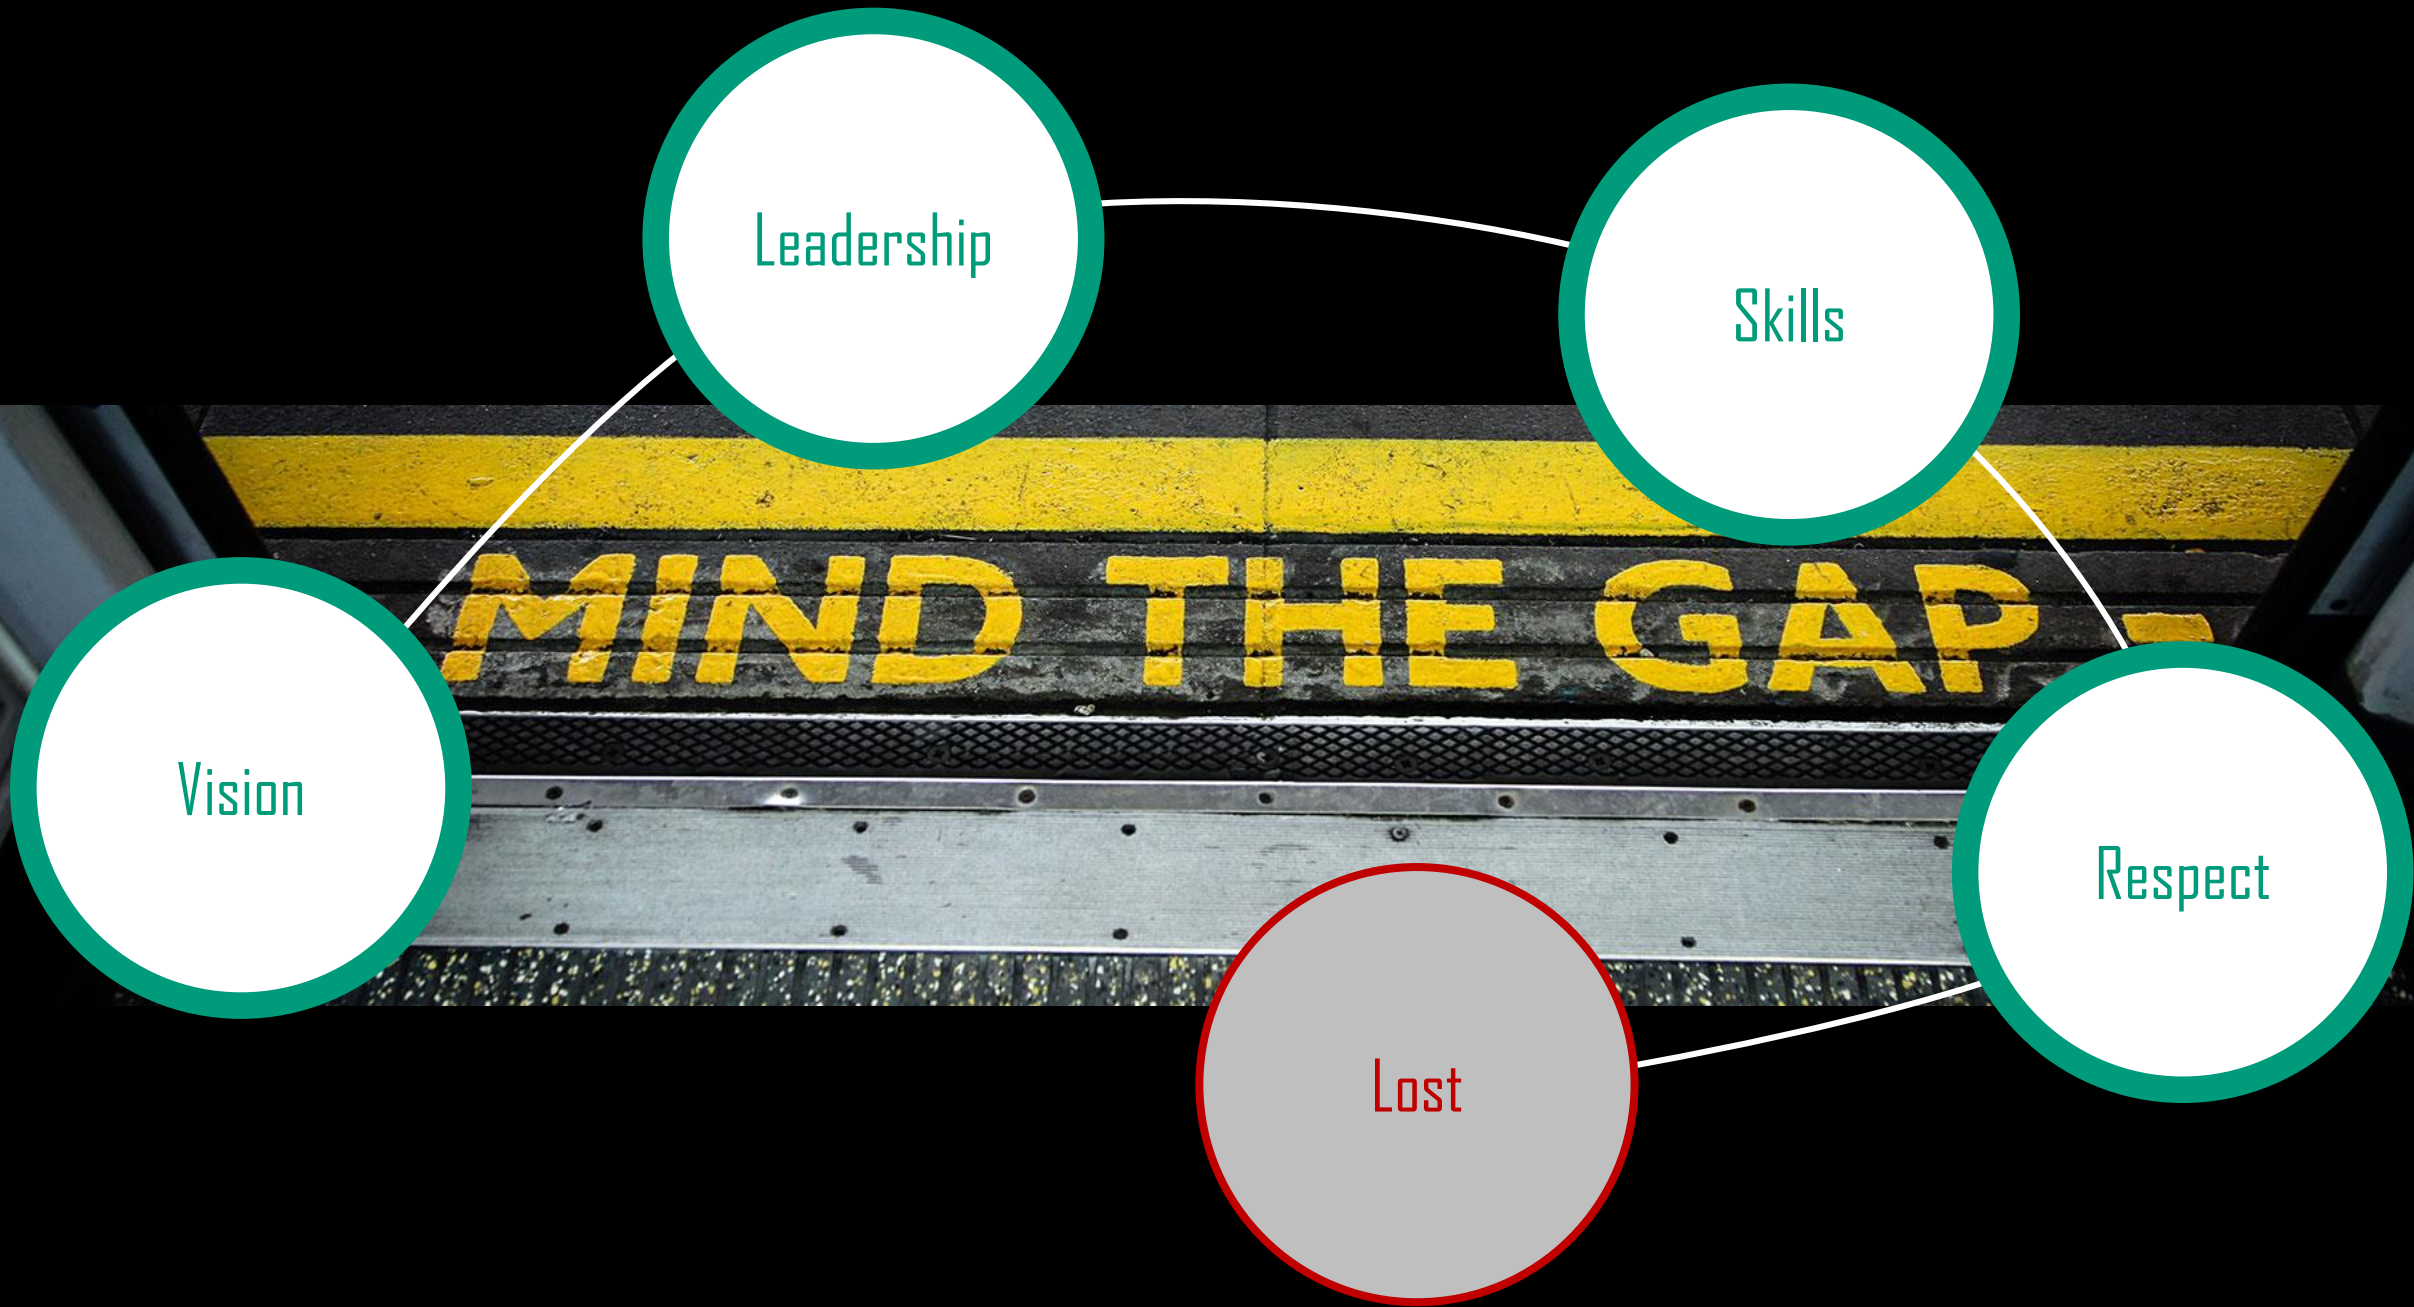 Leadership
Skills
MIND THE GAP -
Vision
Respect
Lost